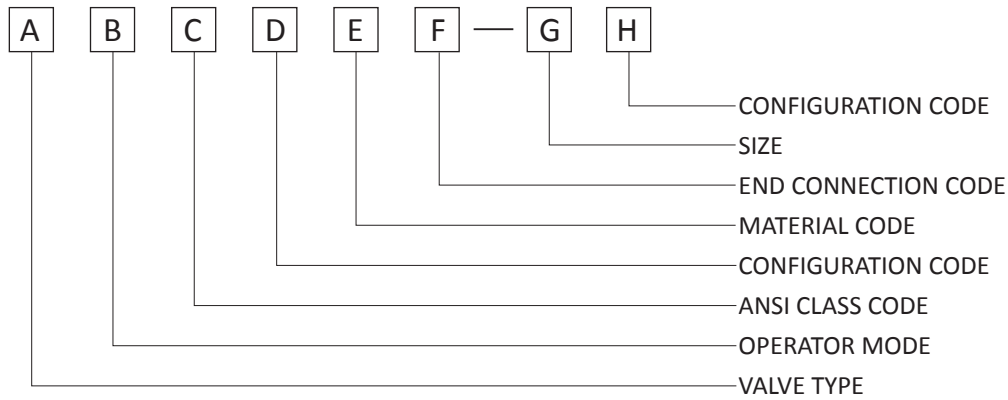 A B C D E F — G H
CONFIGURATION CODE
SIZE
END CONNECTION CODE
MATERIAL CODE
CONFIGURATION CODE
ANSI CLASS CODE
OPERATOR MODE
VALVE TYPE